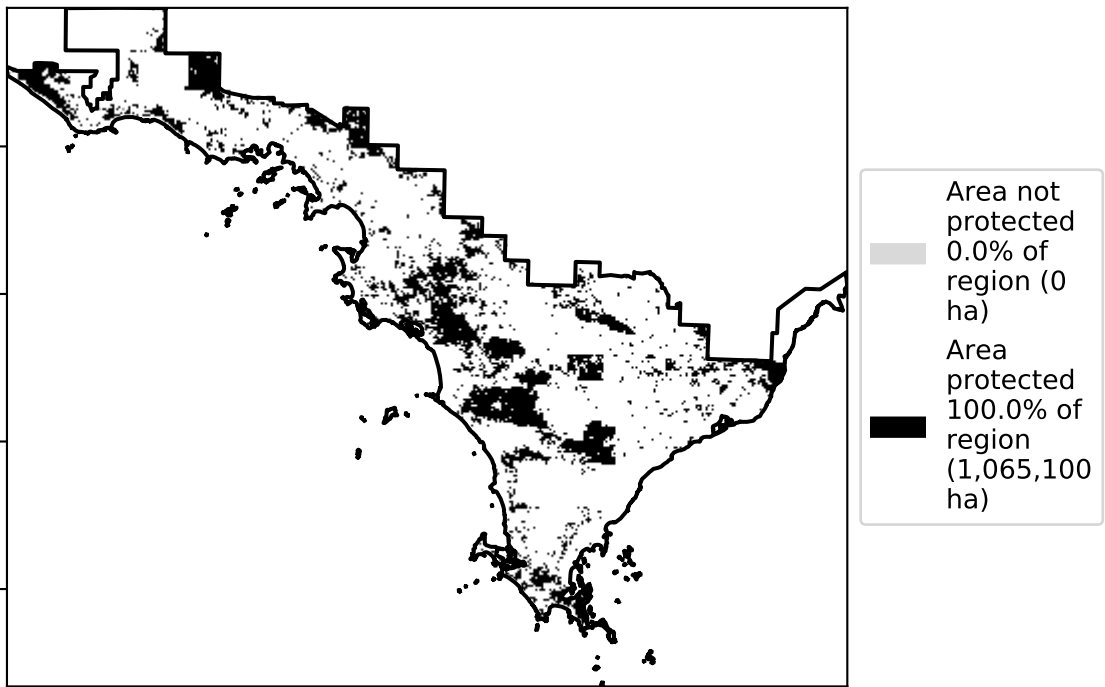 Area not
protected
0.0% of
region (0
ha)
Area
protected
100.0% of
region
(1,065,100
ha)